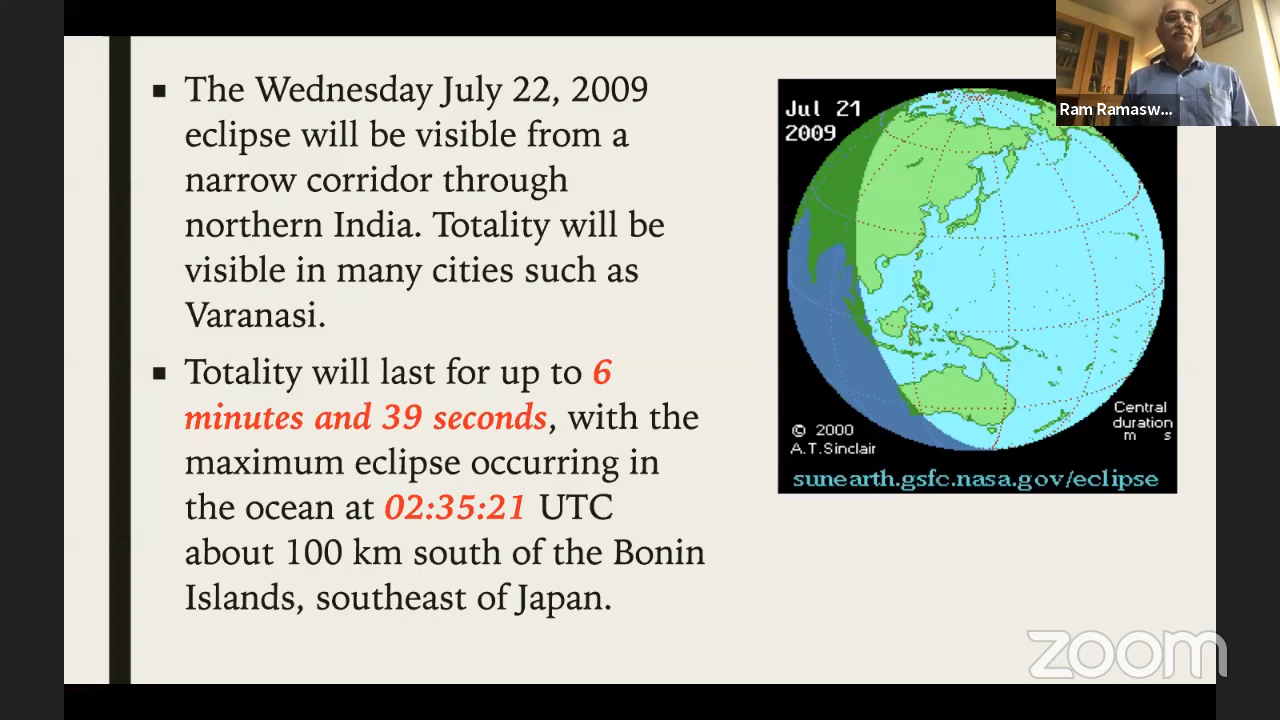 The Wednesday July 22, 2009
eclipse will be visible from a
narrow corridor through
northern India. Totality will be
visible in many cities such as
Varanasi.
Totality will last for up to 6
minutes and 39 seconds, with the
maximum eclipse occurring in
the ocean at 02:35:21 UTC
about 100 km south of the Bonin
Islands, southeast of Japan.
Jul 21
2009
© 2000
A.T.Sinclair
Central
duration
m s
sunearth.gsfc.nasa.gov/eclipse
Ram Ramasw...
zoom